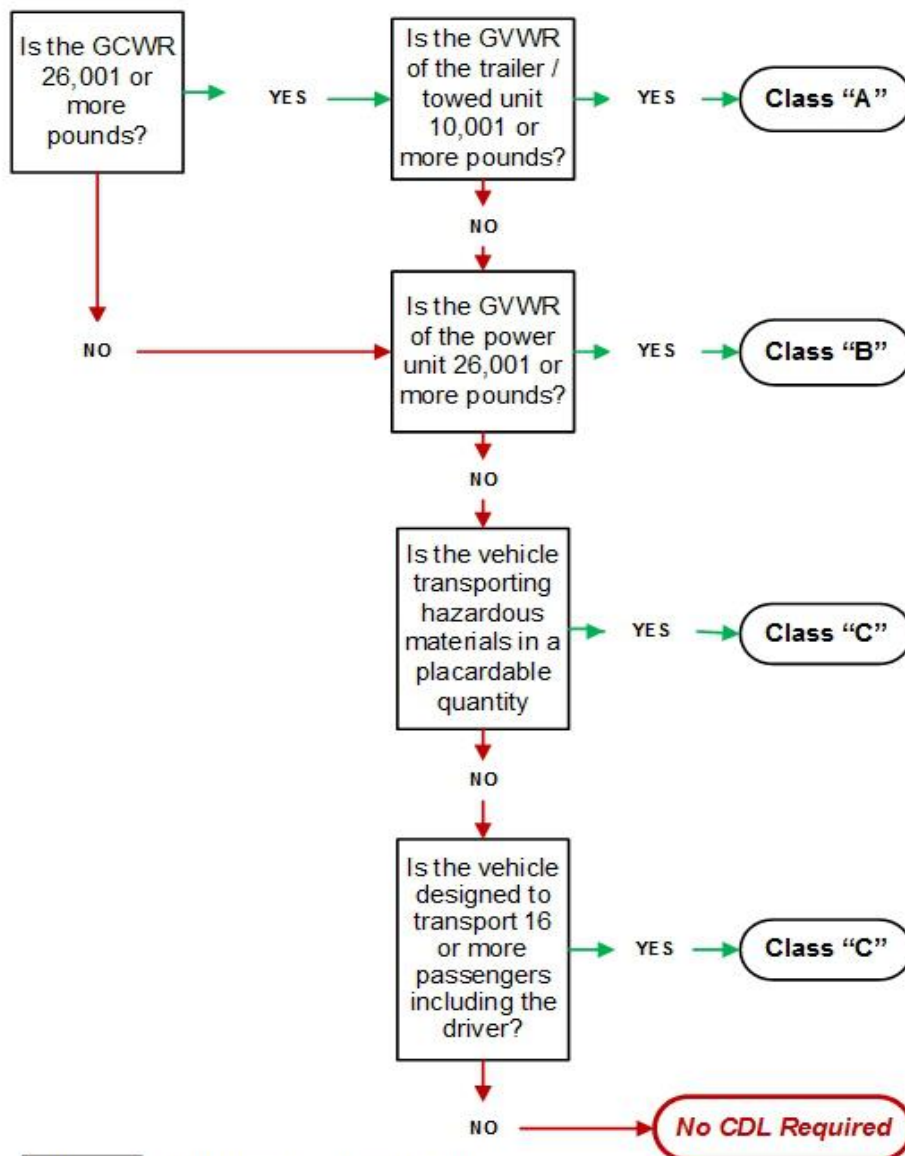 Is the GCWR
26,001 or
more
pounds?
YES
Is the GVWR
of the trailer /
towed unit
10,001 or
more pounds?
YES
Class “A”
NO
NO
Is the GVWR
of the power
unit 26,001 or
more pounds?
YES
Class “B”
NO
Is the vehicle
transporting
hazardous
materials in a
placardable
quantity
YES
Class “C”
NO
Is the vehicle
designed to
transport 16
or more
passengers
including the
driver?
YES
Class “C”
NO
No CDL Required